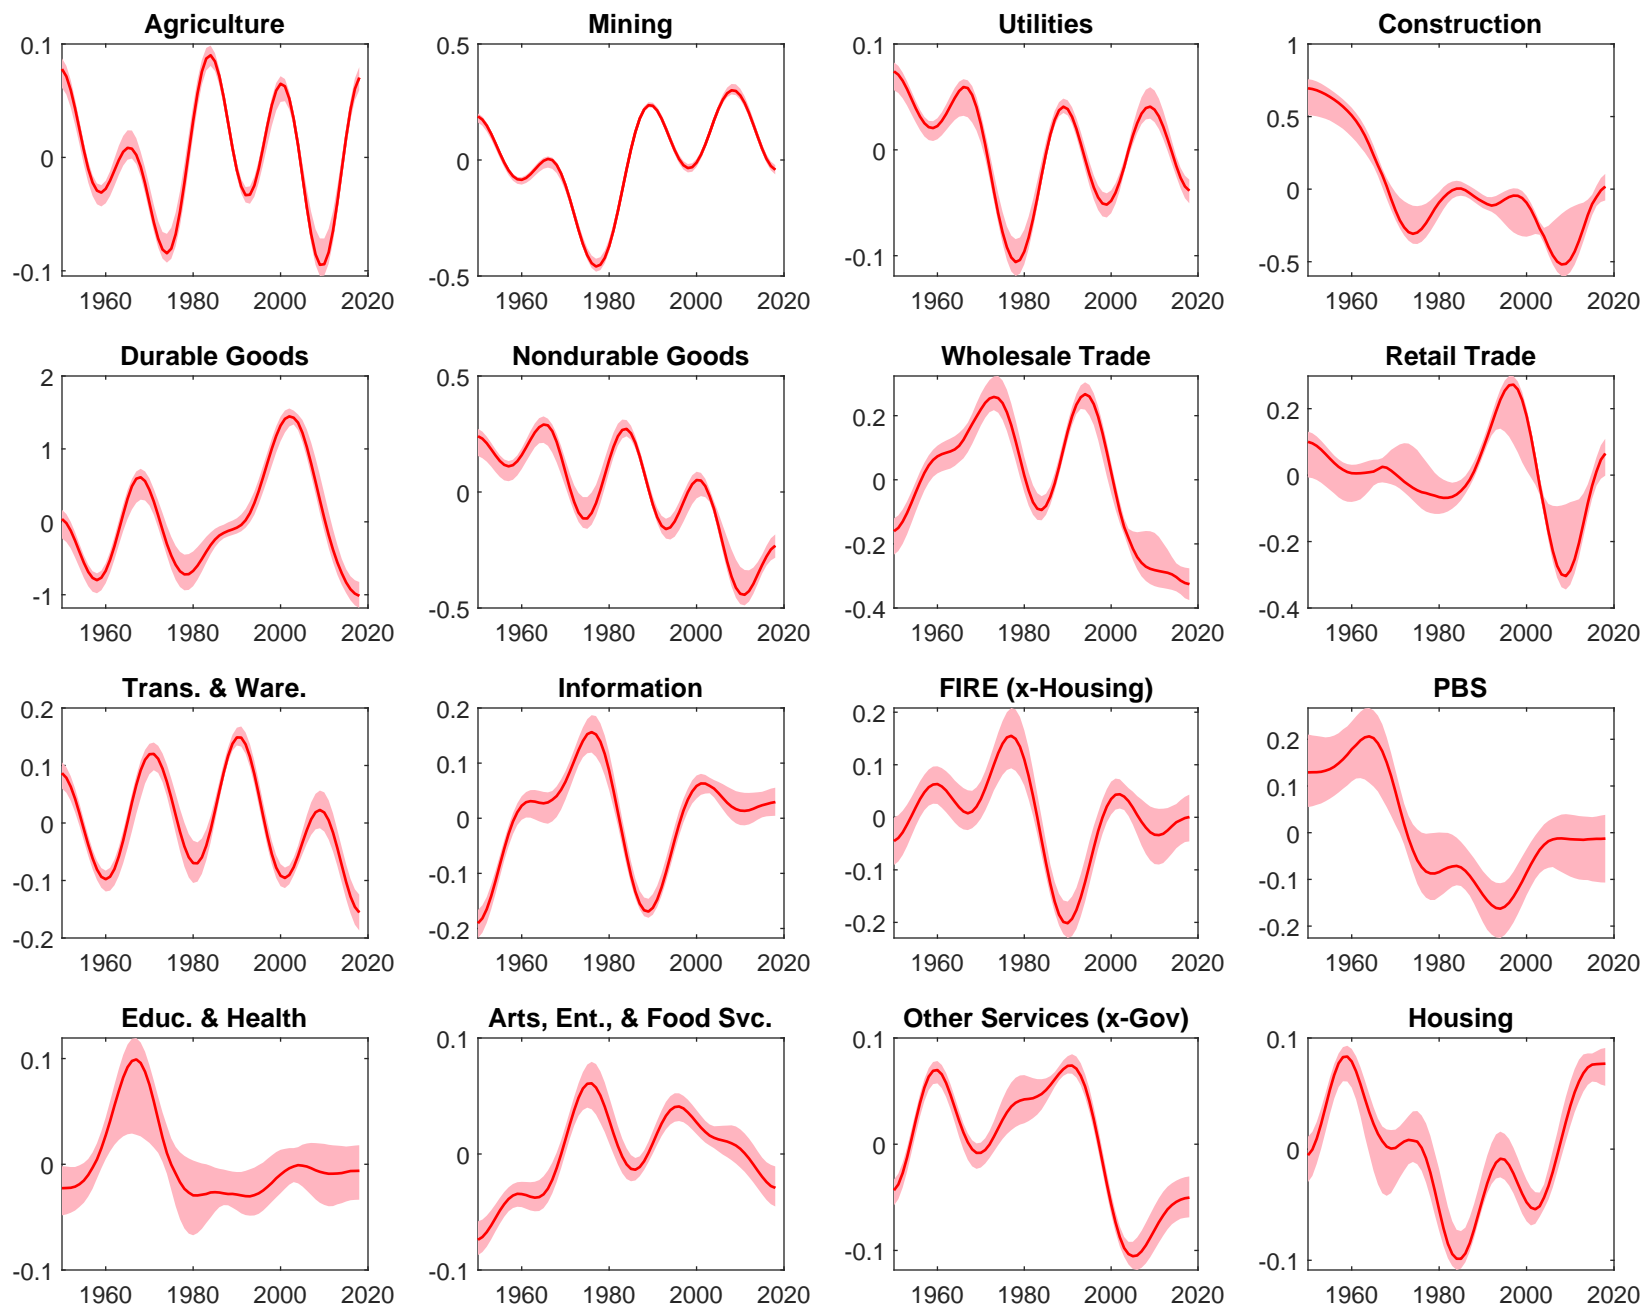 Agriculture Mining Utilities Construction
0.1 0.5 0.1 1
0.5
0 0 0 0
-0.1 -0.5 -0.1 -0.5
1960 1980 2000 2020 1960 1980 2000 2020 1960 1980 2000 2020 1960 1980 2000 2020
Durable Goods Nondurable Goods Wholesale Trade Retail Trade
2 0.5
0.2 0.2
1
0 0 0 0
-0.2 -0.2
-1 -0.5 -0.4 -0.4
1960 1980 2000 2020 1960 1980 2000 2020 1960 1980 2000 2020 1960 1980 2000 2020
Trans. & Ware. Information FIRE (x-Housing) PBS
0.2 0.2 0.2 0.2
0.1 0.1 0.1 0.1
0 0 0 0
-0.1 -0.1 -0.1 -0.1
-0.2 -0.2 -0.2 -0.2
1960 1980 2000 2020 1960 1980 2000 2020 1960 1980 2000 2020 1960 1980 2000 2020
Educ. & Health Arts, Ent., & Food Svc. Other Services (x-Gov) Housing
0.1 0.1 0.1 0.1
0 0 0 0
-0.1 -0.1 -0.1 -0.1
1960 1980 2000 2020 1960 1980 2000 2020 1960 1980 2000 2020 1960 1980 2000 2020